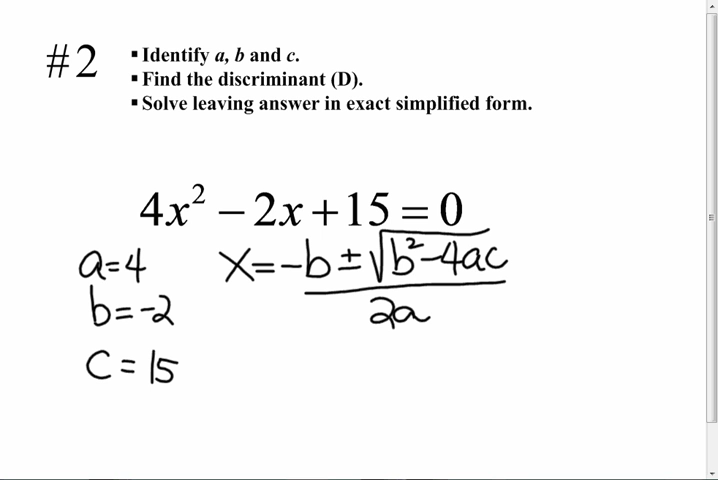 #2
▪ Identify a, b and c.
▪ Find the discriminant (D).
▪ Solve leaving answer in exact simplified form.
4x² − 2x + 15 = 0
a=4
b=-2
c=15
x = -b ± √b²-4ac
2a